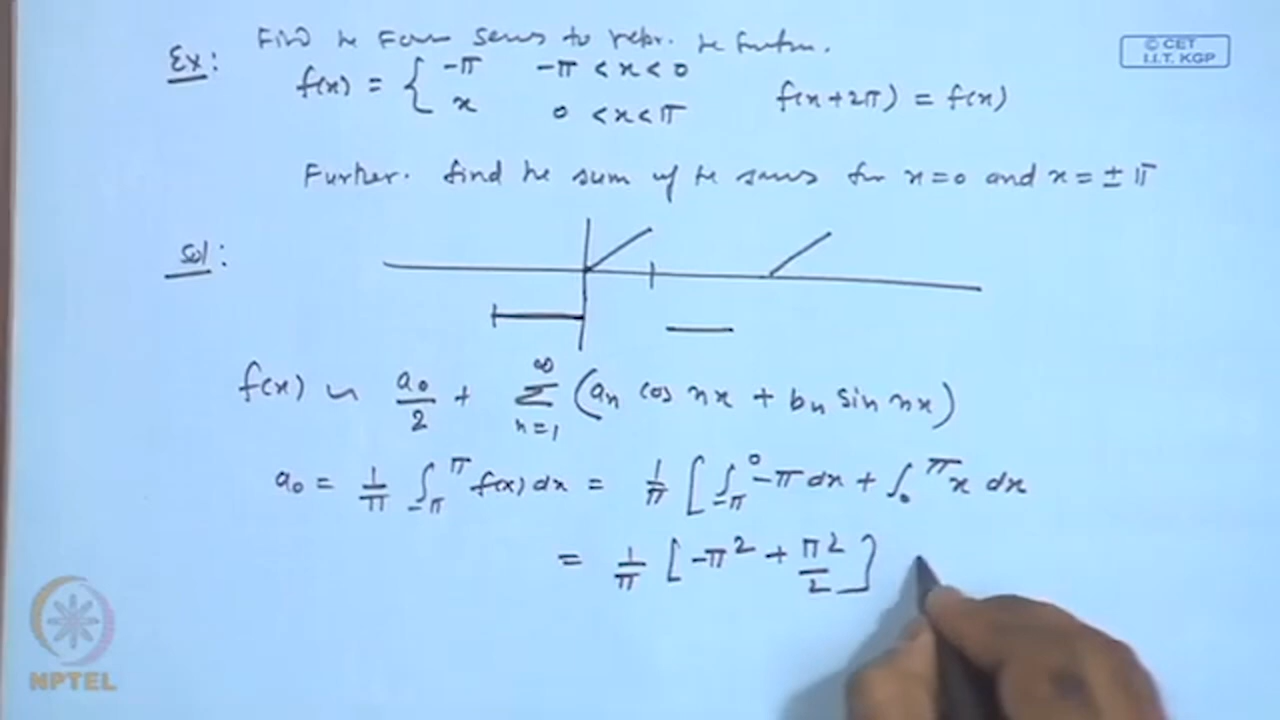 Find the Fourier series to repr. the function.
© CET
I.I.T. KGP
Ex: f(x) = { -π -π < x < 0
x 0 < x < π f(x+2π) = f(x)
Further. find the sum of the series for x=0 and x= ± π
Sol:
f(x) ~ a₀/2 + ∞ Σ n=1 (aₙ cos nx + bₙ sin nx)
a₀ = 1/π ∫_{-π}^{π} f(x) dx = 1/π [ ∫_{-π}^{0} -π dx + ∫_{0}^{π} x dx
= 1/π [ -π² + π²/2 ]
NPTEL